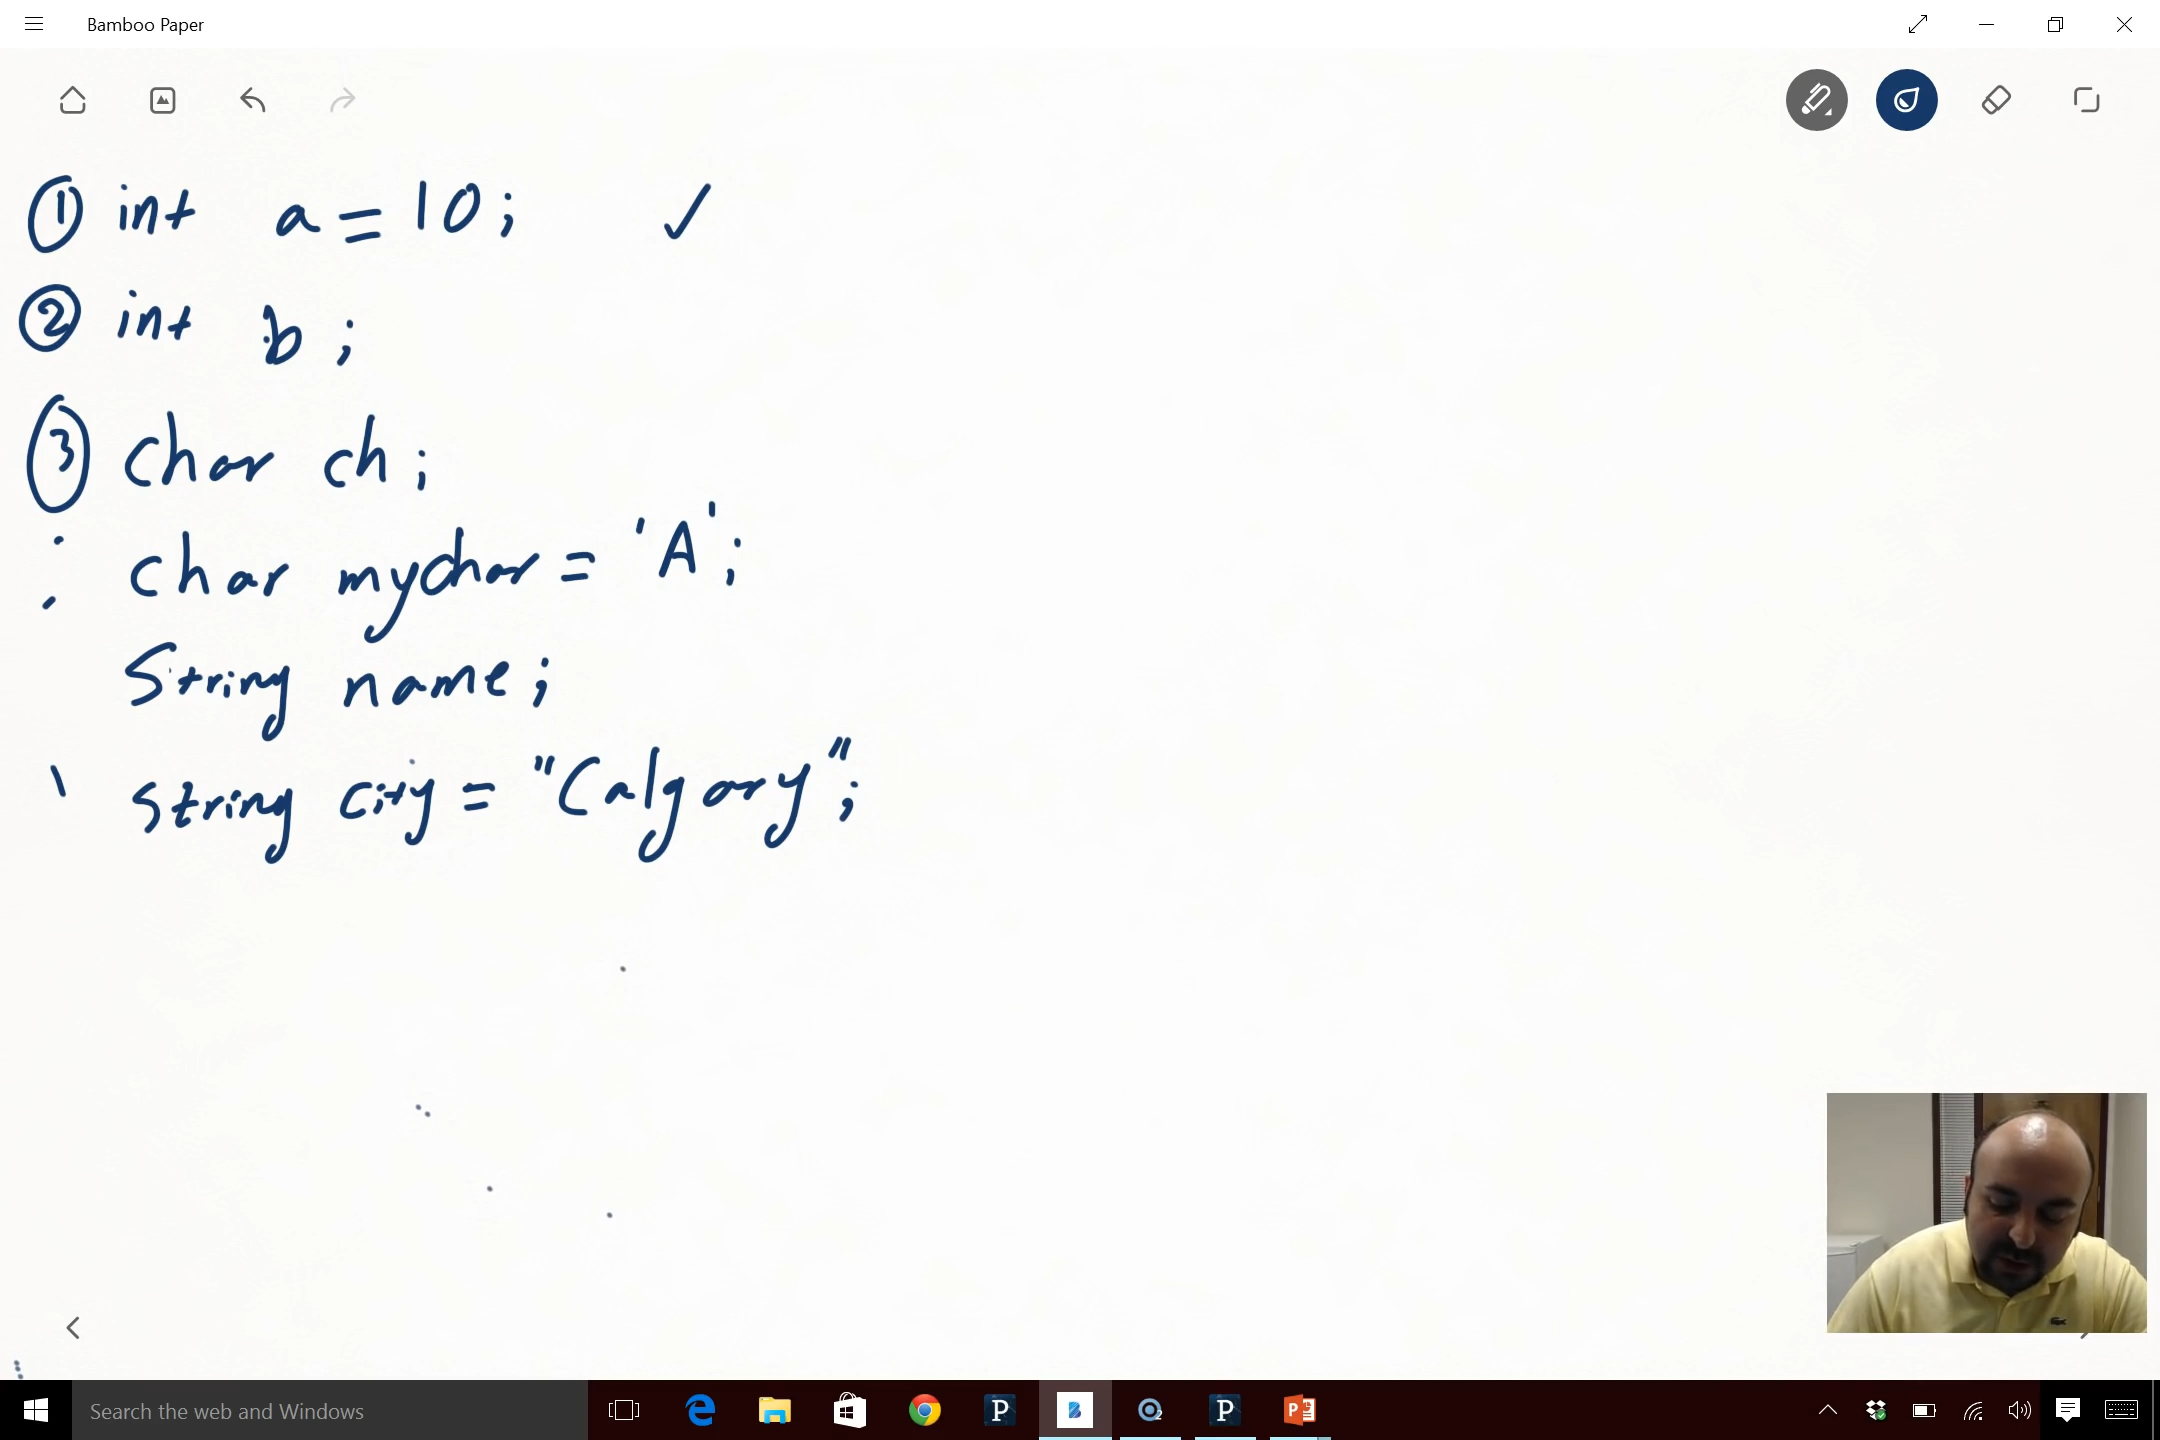 Bamboo Paper
① int a = 10; ✓
② int b ;
③ char ch ;
char mychar = 'A';
String name ;
String city = "Calgary";
Search the web and Windows